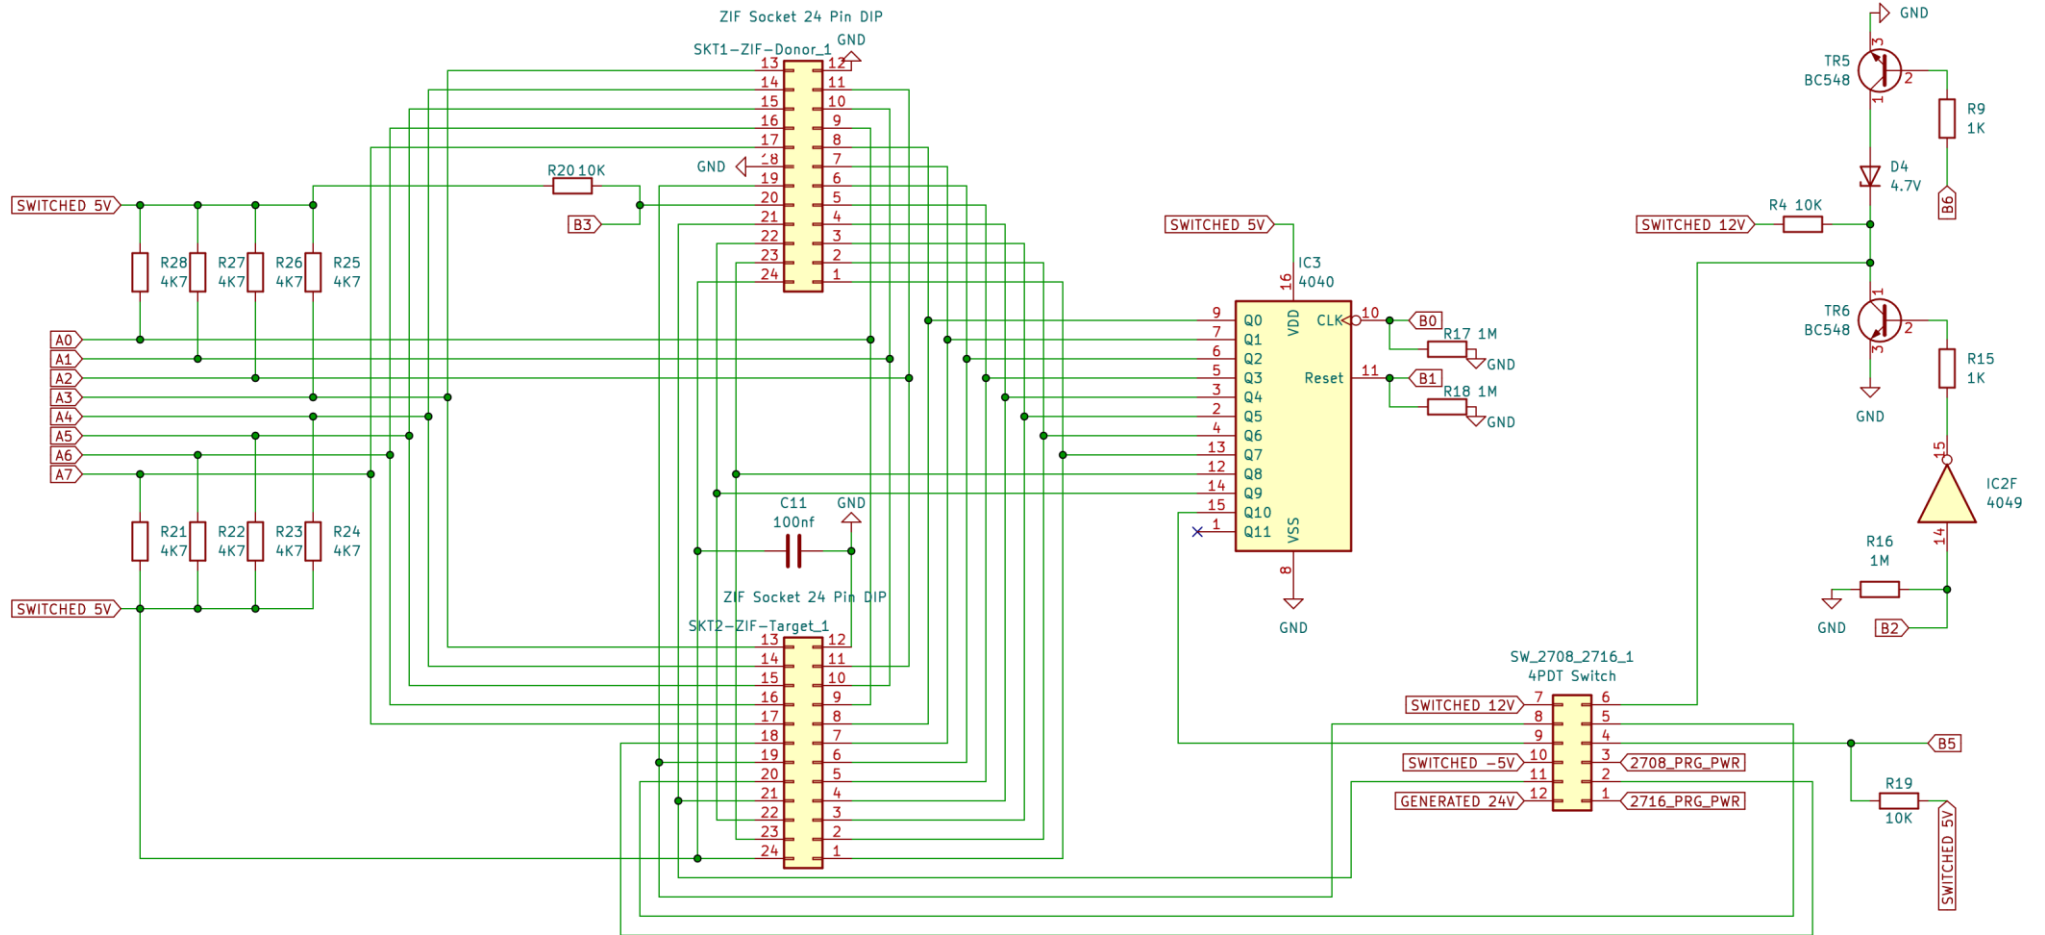 ZIF Socket 24 Pin DIP
SKT1-ZIF-Donor_1
GND
13 12
14 11
15 10
16 9
17 8
GND 18 7
19 6
20 5
21 4
22 3
23 2
24 1
R20 10K
B3
SWITCHED 5V
R28 4K7
R27 4K7
R26 4K7
R25 4K7
A0
A1
A2
A3
A4
A5
A6
A7
R21 4K7
R22 4K7
R23 4K7
R24 4K7
SWITCHED 5V
C11
100nf
GND
ZIF Socket 24 Pin DIP
SKT2-ZIF-Target_1
13 12
14 11
15 10
16 9
17 8
18 7
19 6
20 5
21 4
22 3
23 2
24 1
SWITCHED 5V
IC3
4040
16
VDD
9 Q0 CLK 10 B0
7 Q1
6 Q2
5 Q3 Reset 11 B1
3 Q4
2 Q5
4 Q6
13 Q7
12 Q8
14 Q9
15 Q10
1 Q11
VSS
8
GND
R17 1M
GND
R18 1M
GND
GND
TR5
BC548
3
2
1
R9
1K
B6
D4
4.7V
R4 10K
SWITCHED 12V
TR6
BC548
1
2
3
GND
R15
1K
15
IC2F
4049
14
R16
1M
GND
B2
SW_2708_2716_1
4PDT Switch
SWITCHED 12V 7 6
8 5
9 4 B5
SWITCHED -5V 10 3 2708_PRG_PWR
11 2
GENERATED 24V 12 1 2716_PRG_PWR
R19
10K
SWITCHED 5V